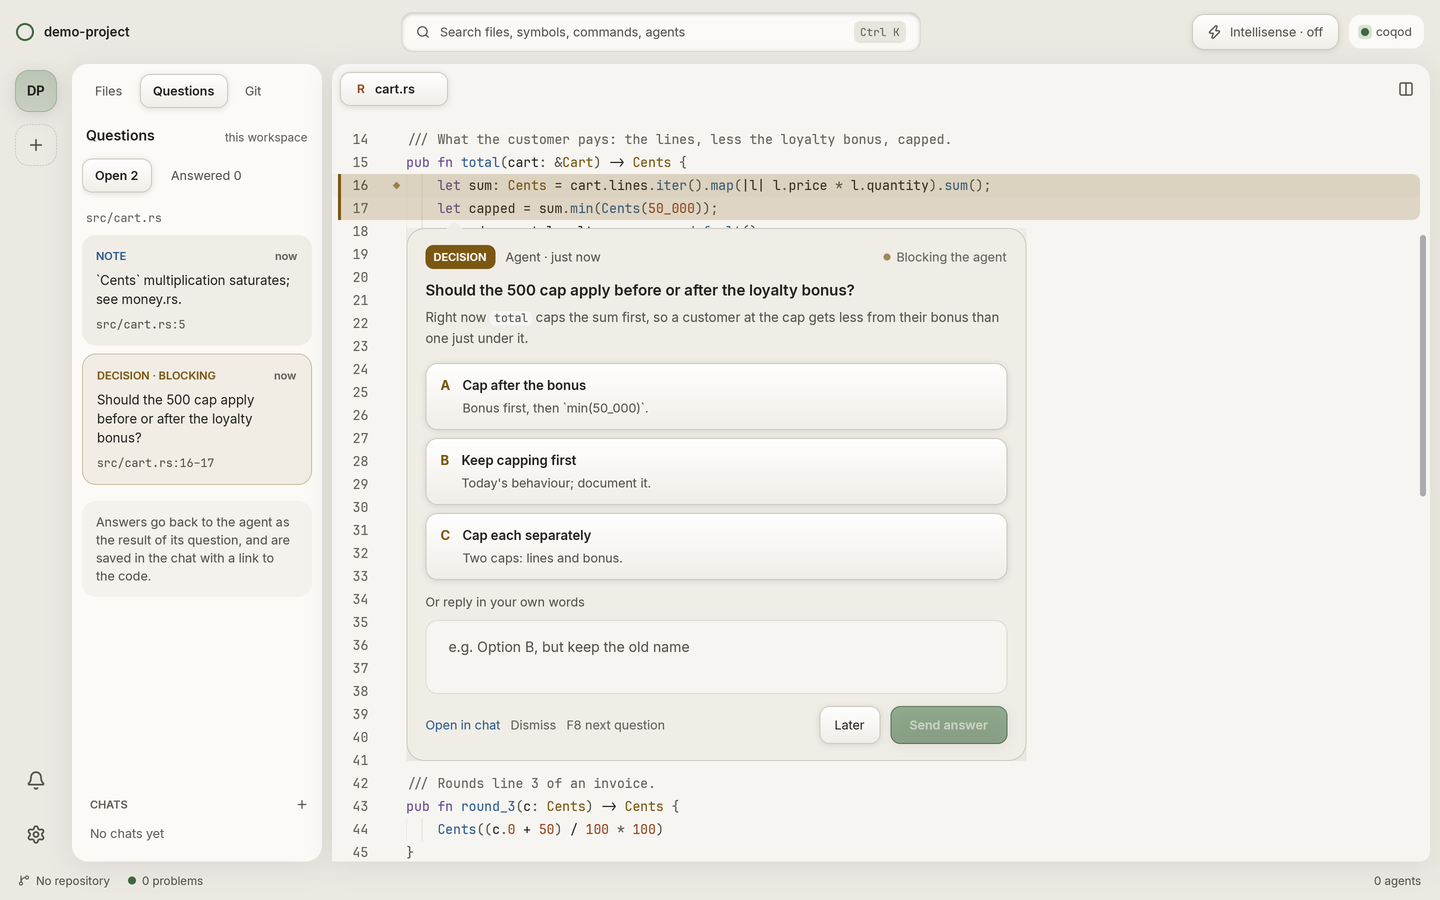 demo-project
Search files, symbols, commands, agents
Ctrl K
Intellisense · off
coqod
DP
Files
Questions
Git
Questions
this workspace
Open 2
Answered 0
src/cart.rs
NOTE
now
`Cents` multiplication saturates;
see money.rs.
src/cart.rs:5
DECISION · BLOCKING
now
Should the 500 cap apply
before or after the loyalty
bonus?
src/cart.rs:16–17
Answers go back to the agent as
the result of its question, and are
saved in the chat with a link to
the code.
CHATS
No chats yet
R cart.rs
14 /// What the customer pays: the lines, less the loyalty bonus, capped.
15 pub fn total(cart: &Cart) -> Cents {
16 let sum: Cents = cart.lines.iter().map(|l| l.price * l.quantity).sum();
17 let capped = sum.min(Cents(50_000));
18
19
20
21
22
23
24
25
26
27
28
29
30
31
32
33
34
35
36
37
38
39
40
41
DECISION
Agent · just now
Blocking the agent
Should the 500 cap apply before or after the loyalty bonus?
Right now total caps the sum first, so a customer at the cap gets less from their bonus than
one just under it.
A Cap after the bonus
Bonus first, then `min(50_000)`.
B Keep capping first
Today's behaviour; document it.
C Cap each separately
Two caps: lines and bonus.
Or reply in your own words
e.g. Option B, but keep the old name
Open in chat
Dismiss
F8 next question
Later
Send answer
42 /// Rounds line 3 of an invoice.
43 pub fn round_3(c: Cents) -> Cents {
44 Cents((c.0 + 50) / 100 * 100)
45 }
No repository
0 problems
0 agents